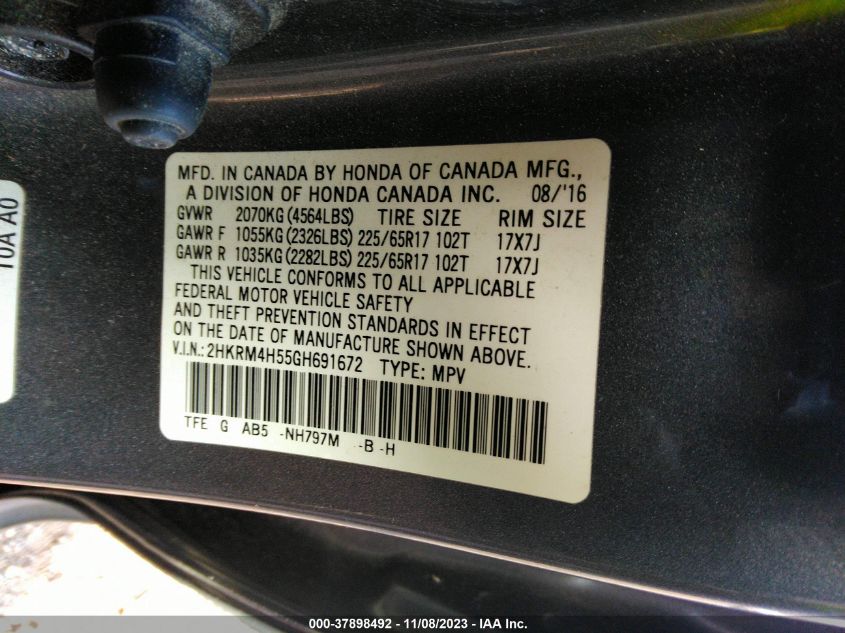 MFD. IN CANADA BY HONDA OF CANADA MFG.,
A DIVISION OF HONDA CANADA INC. 08/'16
GVWR 2070KG(4564LBS) TIRE SIZE RIM SIZE
GAWR F 1055KG(2326LBS) 225/65R17 102T 17X7J
GAWR R 1035KG(2282LBS) 225/65R17 102T 17X7J
THIS VEHICLE CONFORMS TO ALL APPLICABLE
FEDERAL MOTOR VEHICLE SAFETY
AND THEFT PREVENTION STANDARDS IN EFFECT
ON THE DATE OF MANUFACTURE SHOWN ABOVE.
V.I.N.: 2HKRM4H55GH691672 TYPE: MPV
TFE G AB5 -NH797M -B -H
10A A0
000-37898492 - 11/08/2023 - IAA Inc.